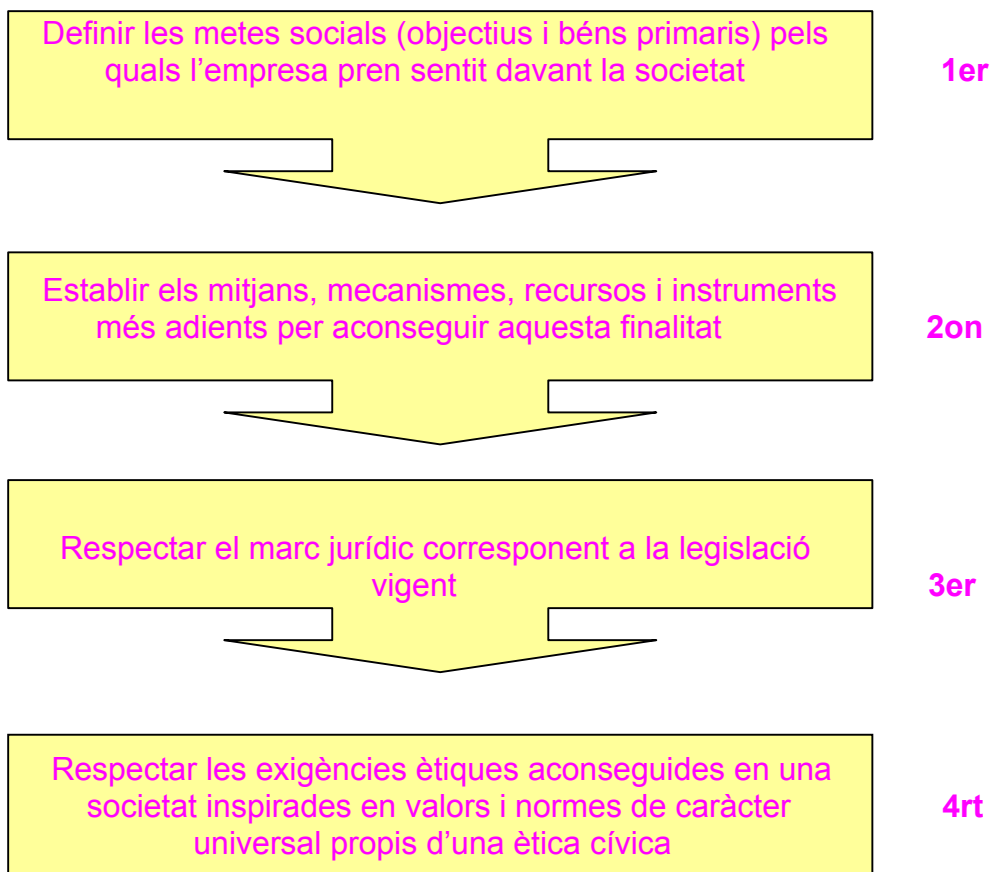 Definir les metes socials (objectius i béns primaris) pels
quals l’empresa pren sentit davant la societat
1er
Establir els mitjans, mecanismes, recursos i instruments
més adients per aconseguir aquesta finalitat
2on
Respectar el marc jurídic corresponent a la legislació
vigent
3er
Respectar les exigències ètiques aconseguides en una
societat inspirades en valors i normes de caràcter
universal propis d’una ètica cívica
4rt